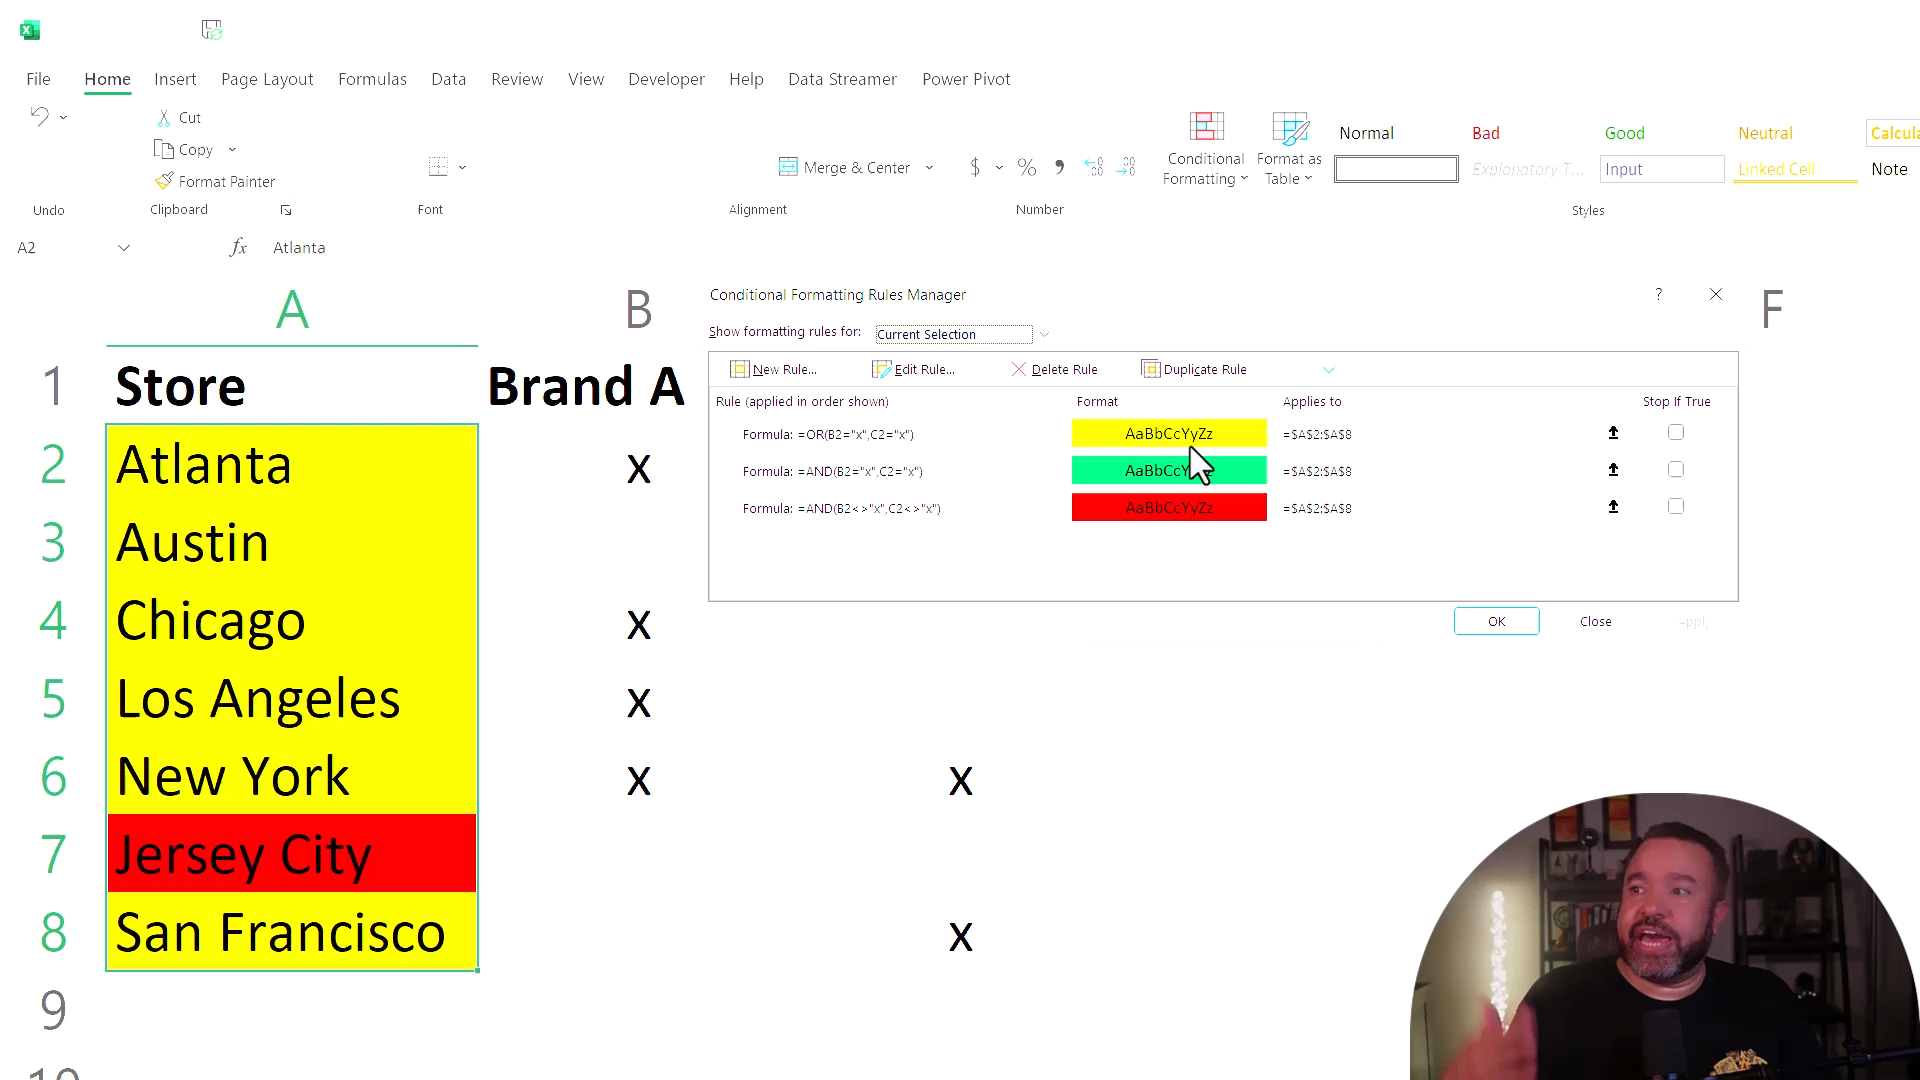 File Home Insert Page Layout Formulas Data Review View Developer Help Data Streamer Power Pivot
Cut
Copy
Format Painter
Merge & Center
$ % ,
Conditional Formatting
Format as Table
Normal Bad Good Neutral
Explanatory T... Input Linked Cell Note
Undo Clipboard Font Alignment Number Styles
A2 fx Atlanta
A B F
Conditional Formatting Rules Manager ?
Show formatting rules for: Current Selection
New Rule... Edit Rule... Delete Rule Duplicate Rule
Rule (applied in order shown) Format Applies to Stop If True
Formula: =OR(B2="x",C2="x") AaBbCcYyZz =$A$2:$A$8
Formula: =AND(B2="x",C2="x") =$A$2:$A$8
Formula: =AND(B2<>"x",C2<>"x") AaBbCcYyZz =$A$2:$A$8
OK Close
1 Store Brand A
2 Atlanta x
3 Austin
4 Chicago x
5 Los Angeles x
6 New York x x
7 Jersey City
8 San Francisco x
9